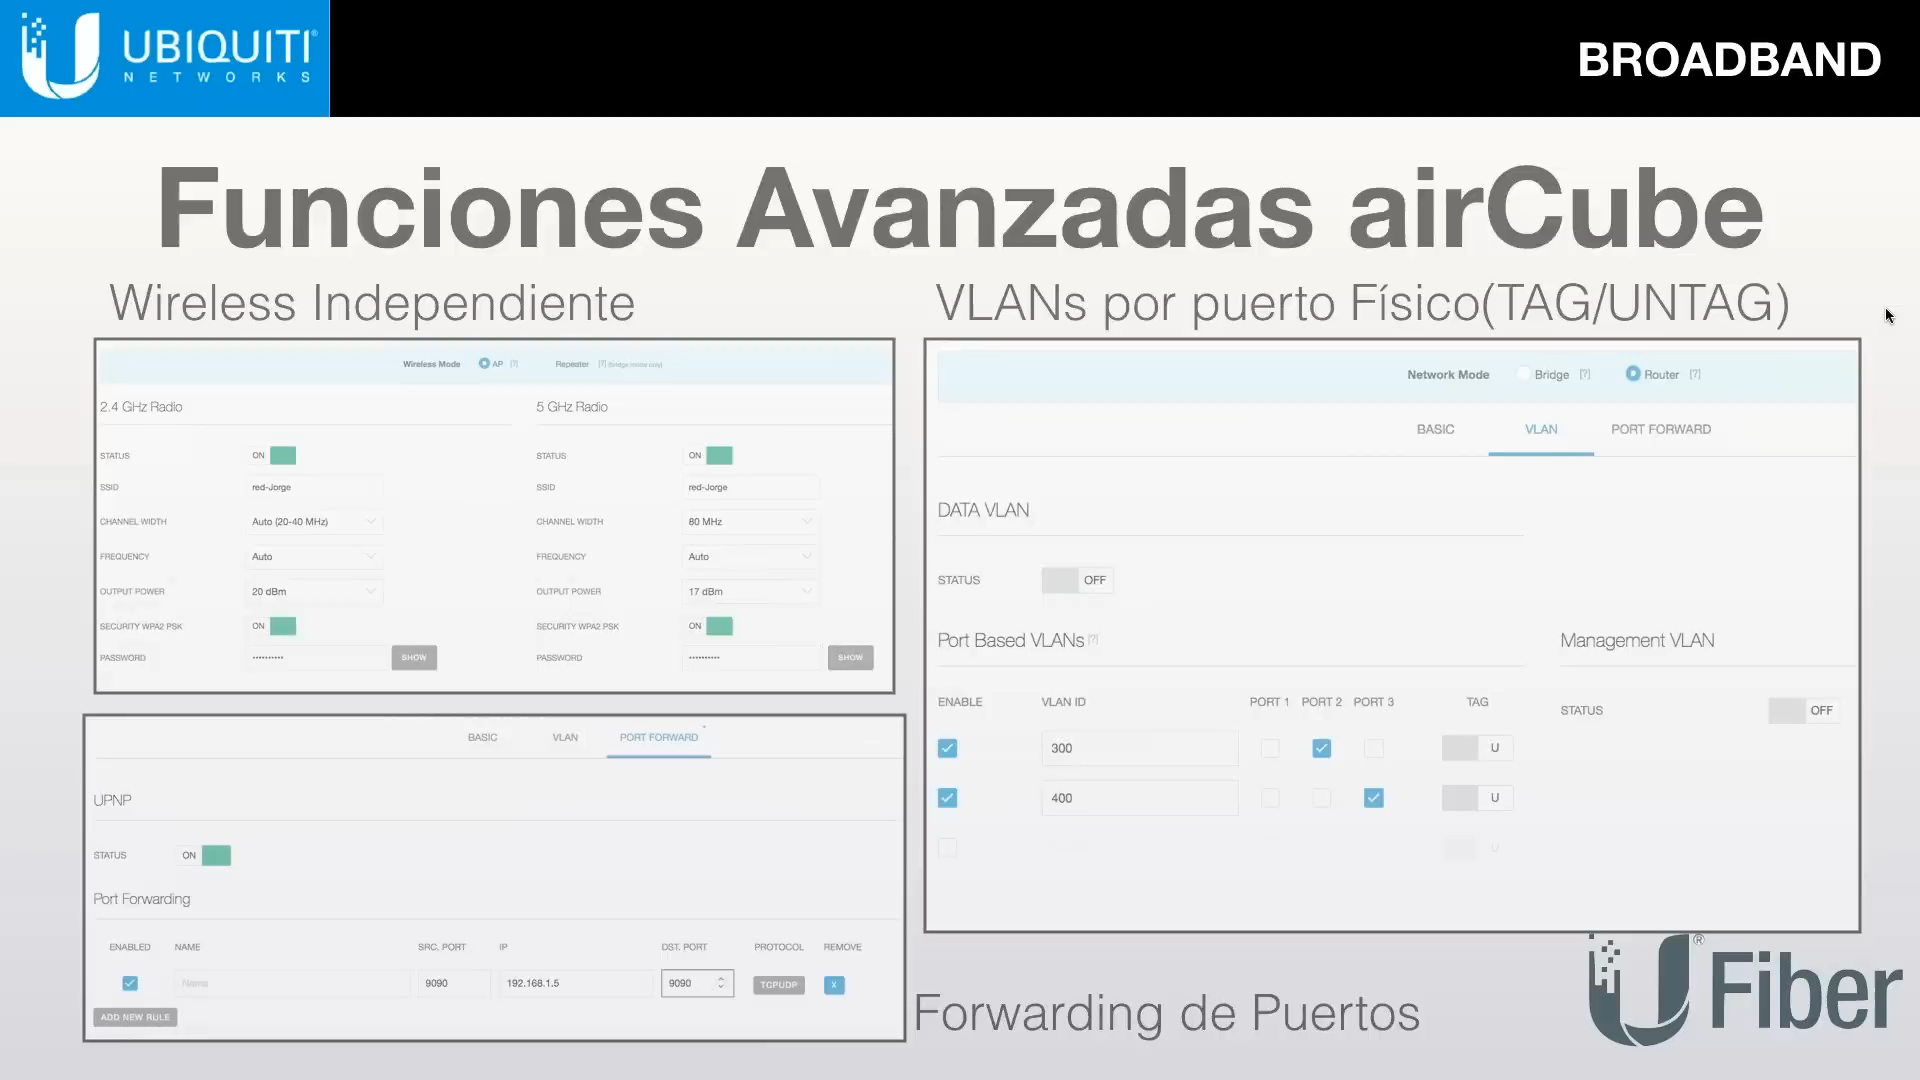 UBIQUITI®
NETWORKS
BROADBAND
Funciones Avanzadas airCube
Wireless Independiente
Wireless Mode AP [?] Repeater [?] (bridge mode only)
2.4 GHz Radio 5 GHz Radio
STATUS ON STATUS ON
SSID red-Jorge SSID red-Jorge
CHANNEL WIDTH Auto (20-40 MHz) CHANNEL WIDTH 80 MHz
FREQUENCY Auto FREQUENCY Auto
OUTPUT POWER 20 dBm OUTPUT POWER 17 dBm
SECURITY WPA2 PSK ON SECURITY WPA2 PSK ON
PASSWORD •••••••••• SHOW PASSWORD •••••••••• SHOW
VLANs por puerto Físico(TAG/UNTAG)
Network Mode Bridge [?] Router [?]
BASIC VLAN PORT FORWARD
DATA VLAN
STATUS OFF
Port Based VLANs [?] Management VLAN
ENABLE VLAN ID PORT 1 PORT 2 PORT 3 TAG
STATUS OFF
300 U
400 U
U
BASIC VLAN PORT FORWARD
UPNP
STATUS ON
Port Forwarding
ENABLED NAME SRC. PORT IP DST. PORT PROTOCOL REMOVE
Name 9090 192.168.1.5 9090 TCPUDP X
ADD NEW RULE
Forwarding de Puertos
® Fiber